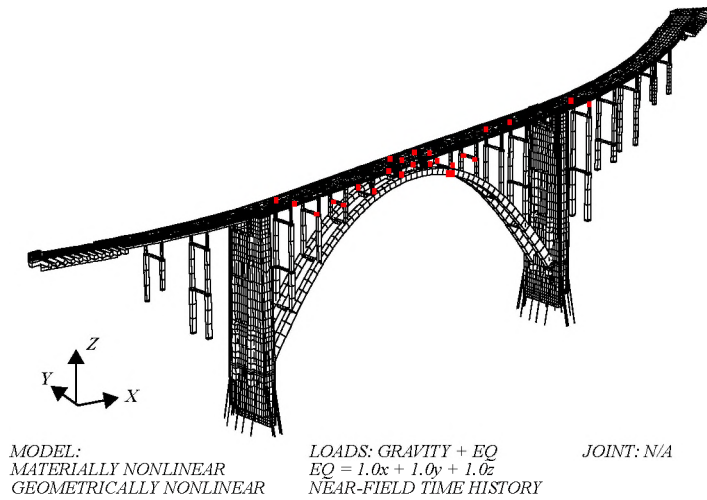 Z
Y
X
MODEL: LOADS: GRAVITY + EQ JOINT: N/A
MATERIALLY NONLINEAR EQ = 1.0x + 1.0y + 1.0z
GEOMETRICALLY NONLINEAR NEAR-FIELD TIME HISTORY